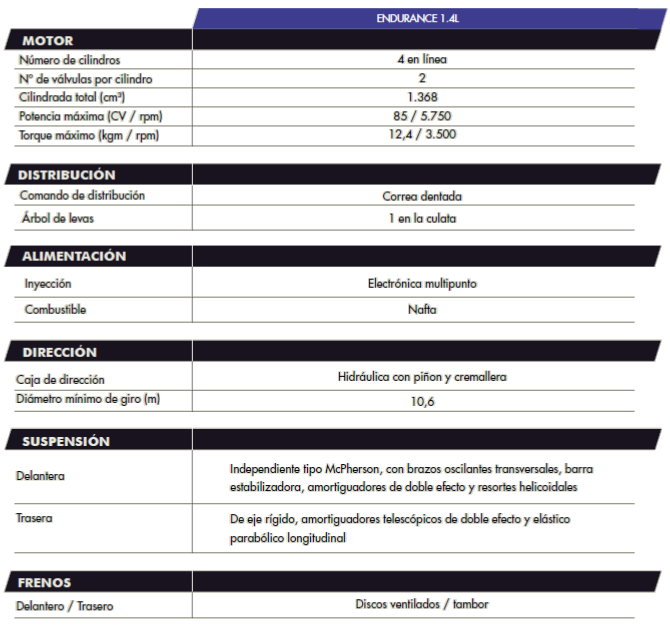 ENDURANCE 1.4L
MOTOR
Número de cilindros 4 en línea
Nº de válvulas por cilindro 2
Cilindrada total (cm³) 1.368
Potencia máxima (CV / rpm) 85 / 5.750
Torque máximo (kgm / rpm) 12,4 / 3.500
DISTRIBUCIÓN
Comando de distribución Correa dentada
Árbol de levas 1 en la culata
ALIMENTACIÓN
Inyección Electrónica multipunto
Combustible Nafta
DIRECCIÓN
Caja de dirección Hidráulica con piñon y cremallera
Diámetro mínimo de giro (m) 10,6
SUSPENSIÓN
Delantera Independiente tipo McPherson, con brazos oscilantes transversales, barra
estabilizadora, amortiguadores de doble efecto y resortes helicoidales
Trasera De eje rígido, amortiguadores telescópicos de doble efecto y elástico
parabólico longitudinal
FRENOS
Delantero / Trasero Discos ventilados / tambor